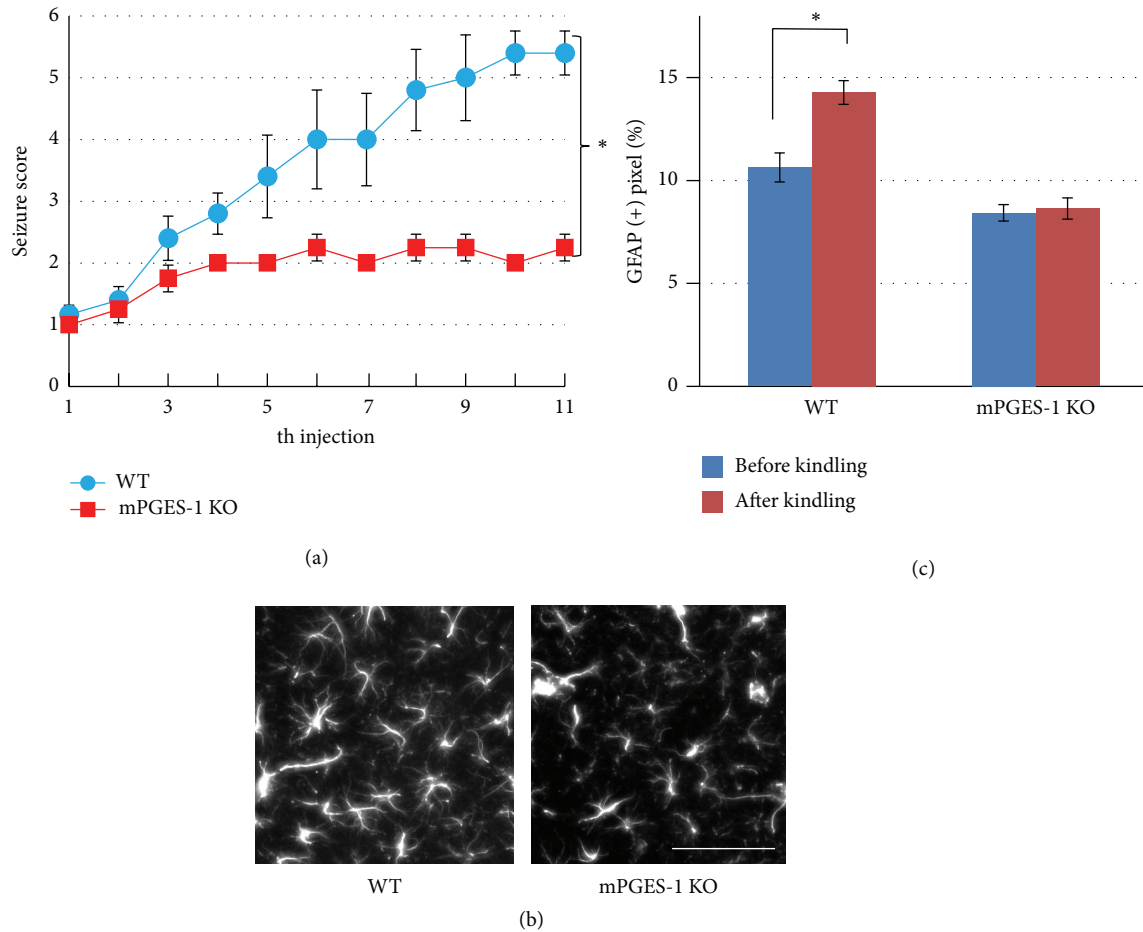 6
5
4
3
2
1
0
Seizure score
*
1 3 5 7 9 11
th injection
WT
mPGES-1 KO
(a)
*
15
10
5
0
GFAP (+) pixel (%)
WT mPGES-1 KO
Before kindling
After kindling
(c)
WT mPGES-1 KO
(b)